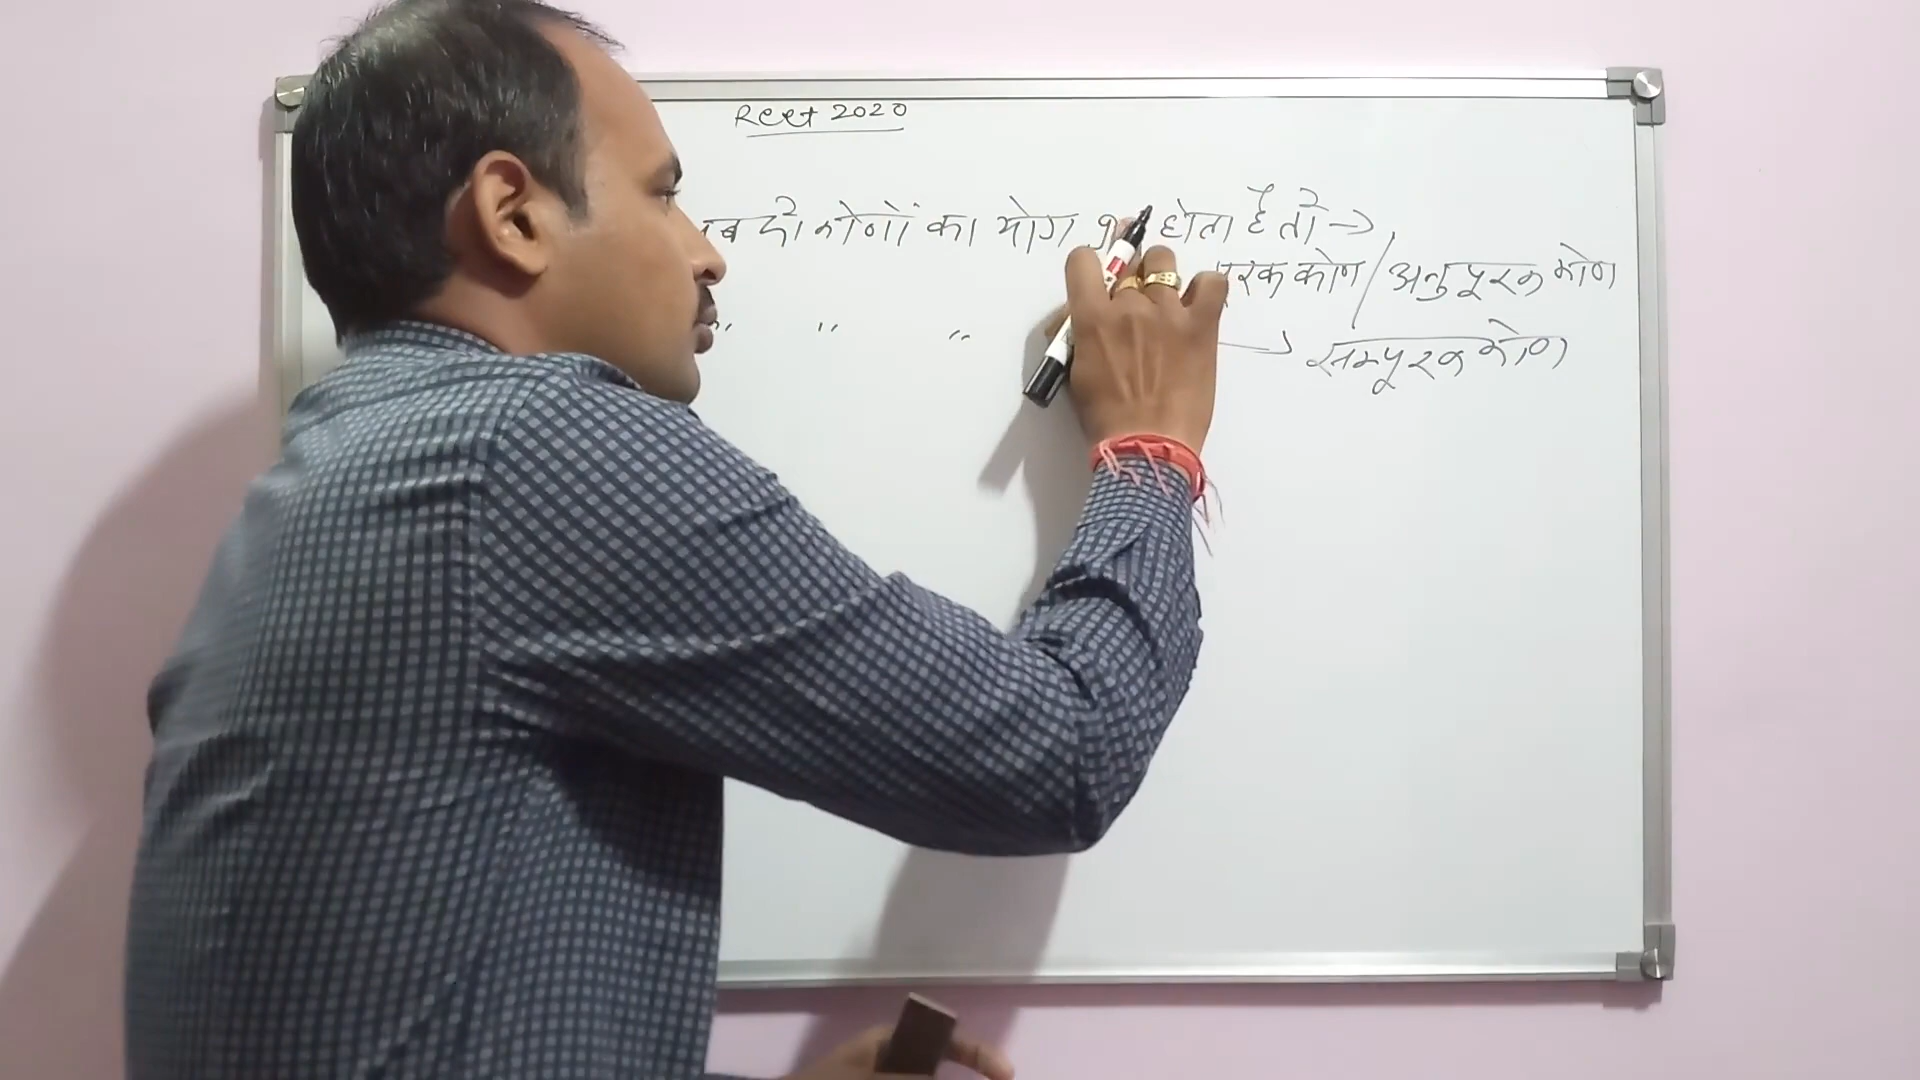 Reet 2020
दो कोणों का योग होता है तो →
पूरक कोण / अनुपूरक कोण
" " "
→ सम्पूरक कोण